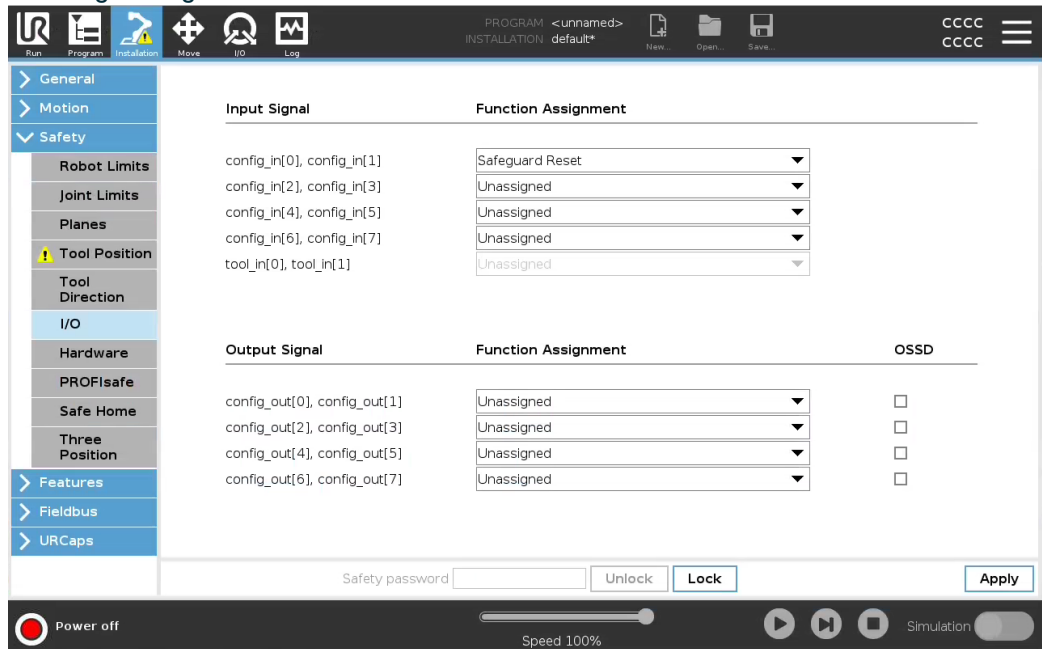 PROGRAM <unnamed>
INSTALLATION default*
UR
Run Program Installation Move I/O Log New... Open... Save...
CCCC
CCCC
General
Motion
Safety
Robot Limits
Joint Limits
Planes
Tool Position
Tool
Direction
I/O
Hardware
PROFIsafe
Safe Home
Three
Position
Features
Fieldbus
URCaps
Input Signal Function Assignment
config_in[0], config_in[1] Safeguard Reset
config_in[2], config_in[3] Unassigned
config_in[4], config_in[5] Unassigned
config_in[6], config_in[7] Unassigned
tool_in[0], tool_in[1] Unassigned
Output Signal Function Assignment OSSD
config_out[0], config_out[1] Unassigned
config_out[2], config_out[3] Unassigned
config_out[4], config_out[5] Unassigned
config_out[6], config_out[7] Unassigned
Safety password Unlock Lock Apply
Power off Speed 100% Simulation